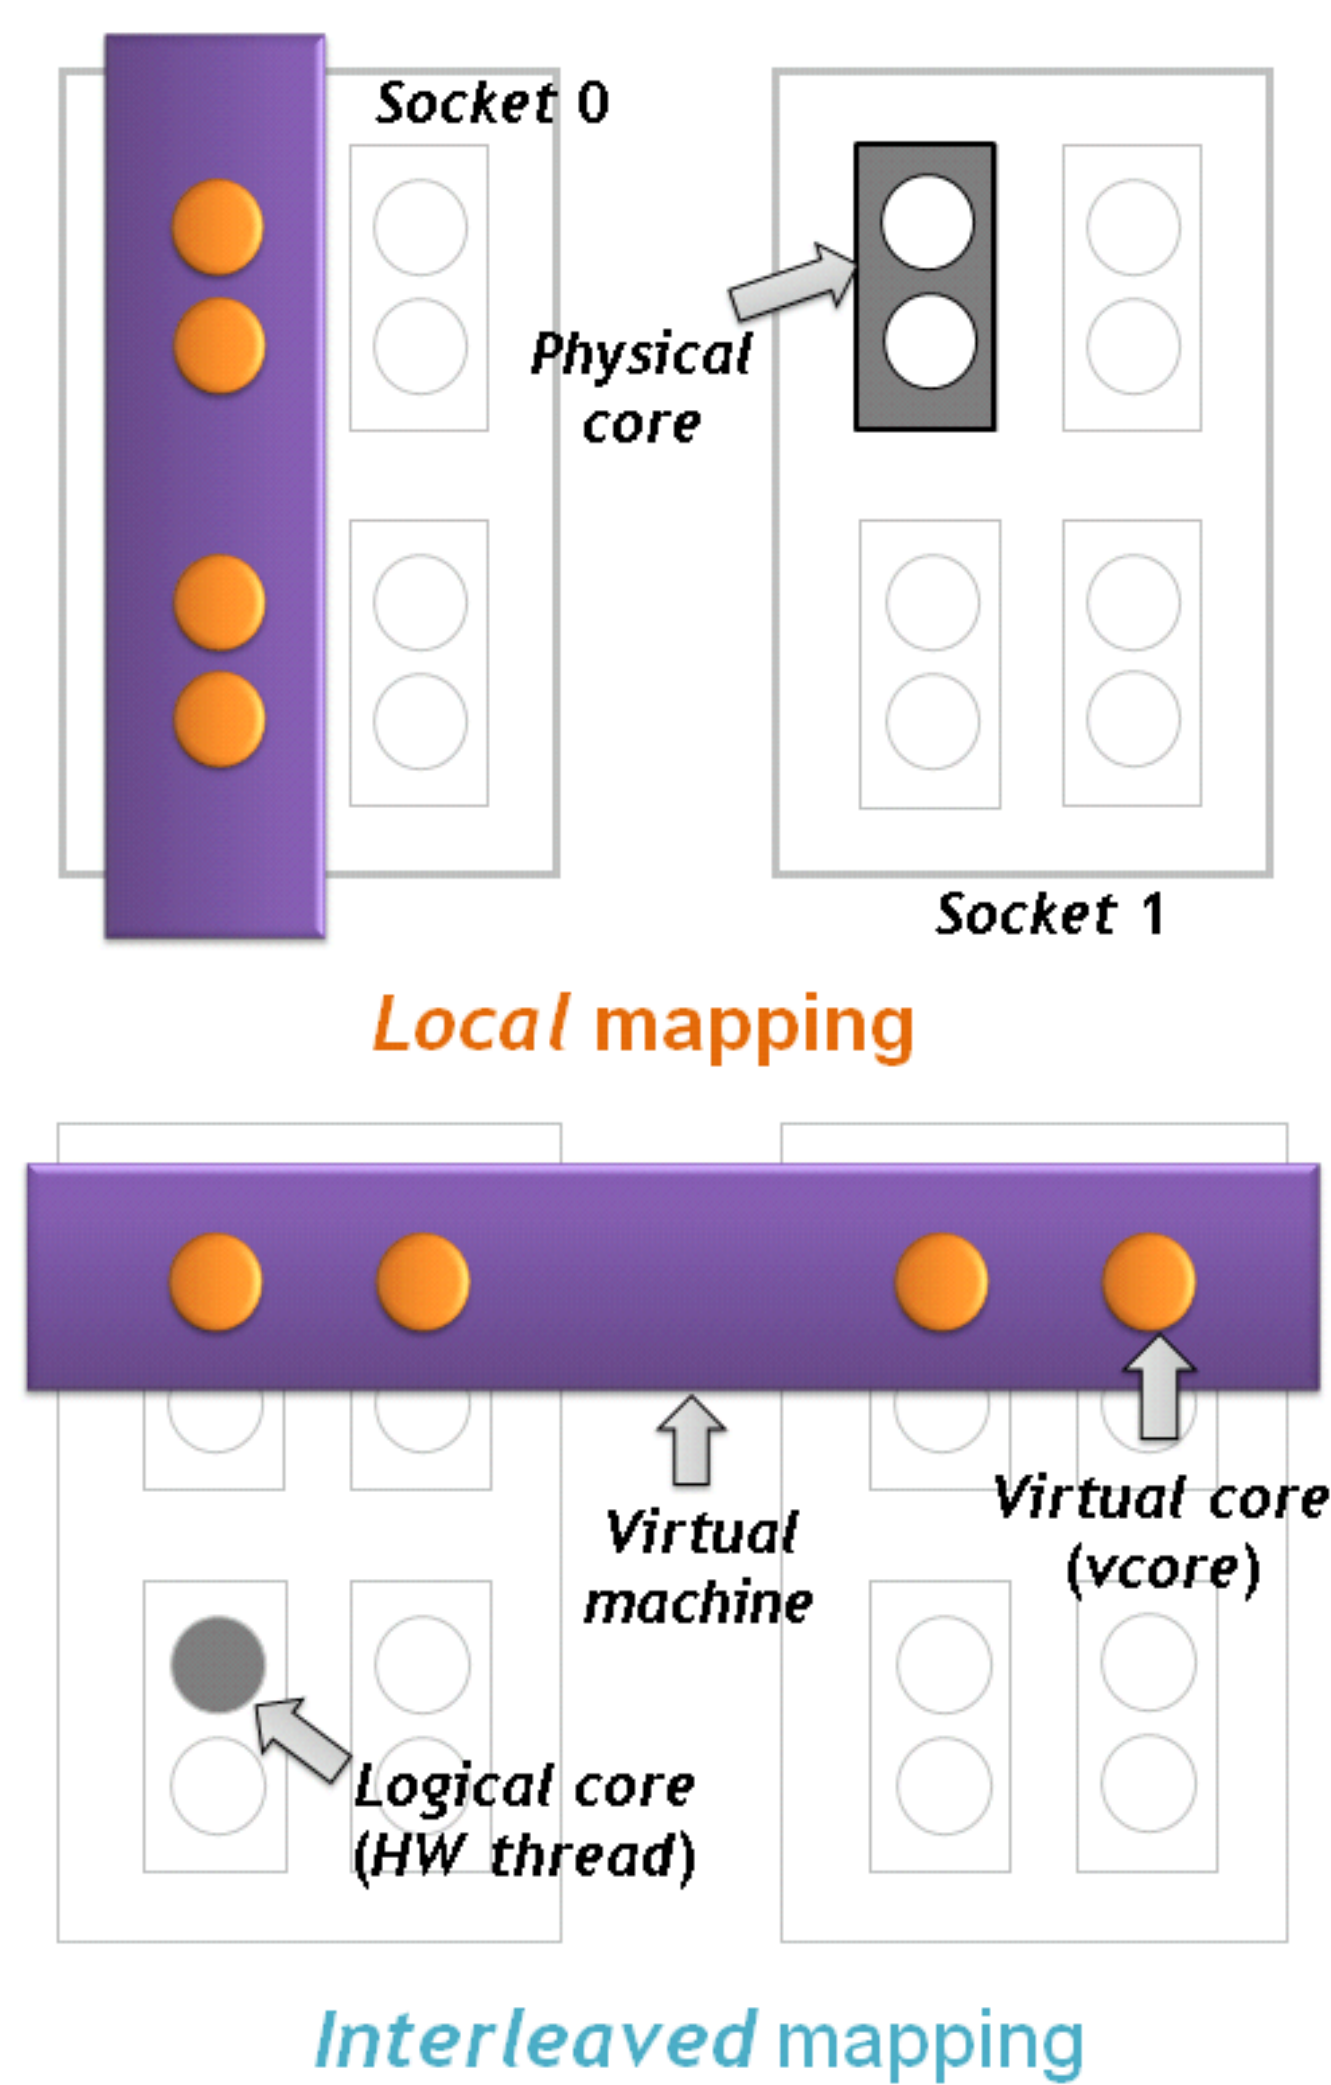 Socket 0
Physical
core
Socket 1
Local mapping
Virtual core
(vcore)
Virtual
machine
Logical core
(HW thread)
Interleaved mapping